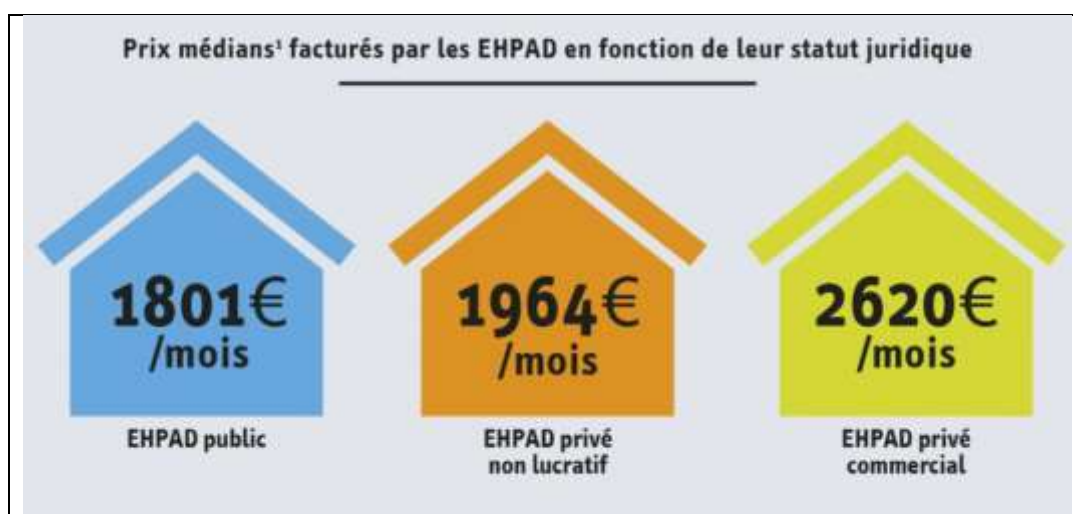 Prix médians¹ facturés par les EHPAD en fonction de leur statut juridique
1801€
/mois
EHPAD public
1964€
/mois
EHPAD privé
non lucratif
2620€
/mois
EHPAD privé
commercial